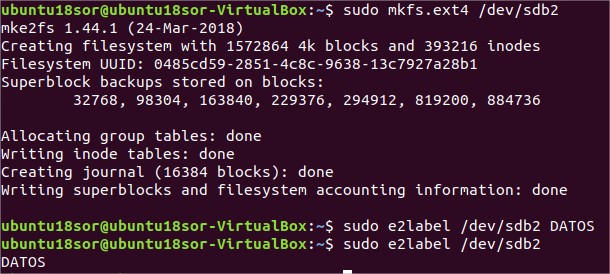 ubuntu18sor@ubuntu18sor-VirtualBox:~$ sudo mkfs.ext4 /dev/sdb2
mke2fs 1.44.1 (24-Mar-2018)
Creating filesystem with 1572864 4k blocks and 393216 inodes
Filesystem UUID: 0485cd59-2851-4c8c-9638-13c7927a28b1
Superblock backups stored on blocks:
        32768, 98304, 163840, 229376, 294912, 819200, 884736
Allocating group tables: done
Writing inode tables: done
Creating journal (16384 blocks): done
Writing superblocks and filesystem accounting information: done
ubuntu18sor@ubuntu18sor-VirtualBox:~$ sudo e2label /dev/sdb2 DATOS
ubuntu18sor@ubuntu18sor-VirtualBox:~$ sudo e2label /dev/sdb2
DATOS